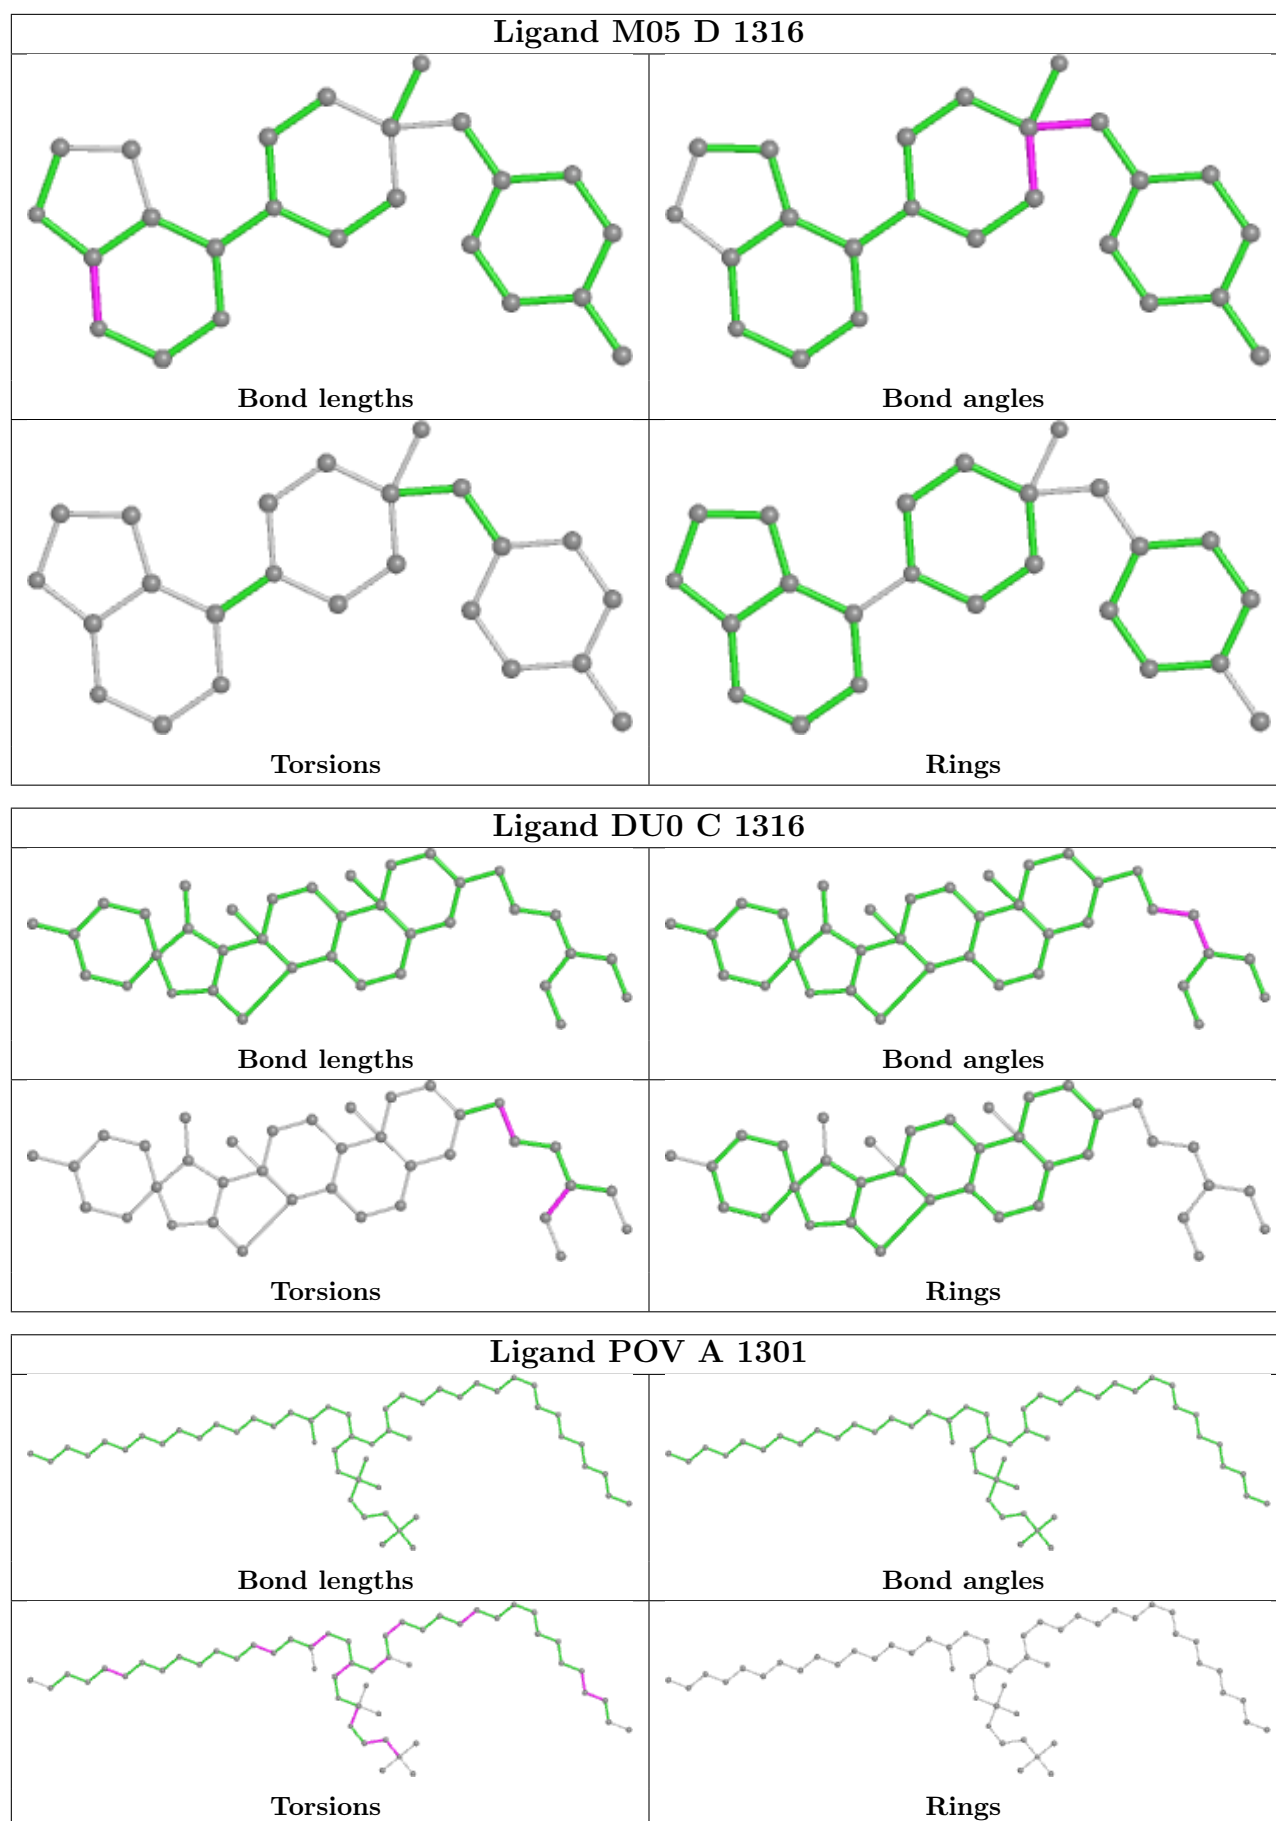 Ligand M05 D 1316
Bond lengths
Bond angles
Torsions
Rings
Ligand DU0 C 1316
Bond lengths
Bond angles
Torsions
Rings
Ligand POV A 1301
Bond lengths
Bond angles
Torsions
Rings